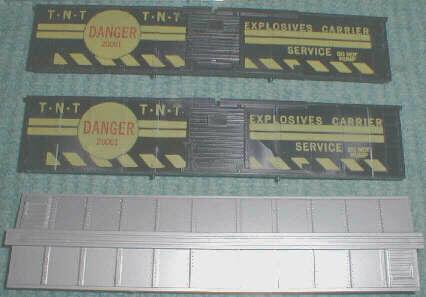 T·N·T T·N·T
DANGER
20001
EXPLOSIVES CARRIER
SERVICE DO NOT HUMP
T·N·T T·N·T
DANGER
20001
EXPLOSIVES CARRIER
SERVICE DO NOT HUMP